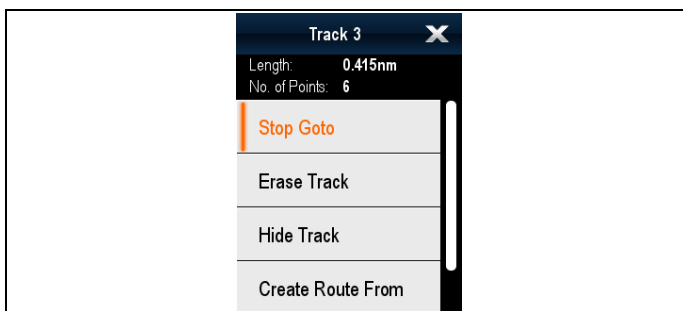 Track 3
Length: 0.415nm
No. of Points: 6
Stop Goto
Erase Track
Hide Track
Create Route From